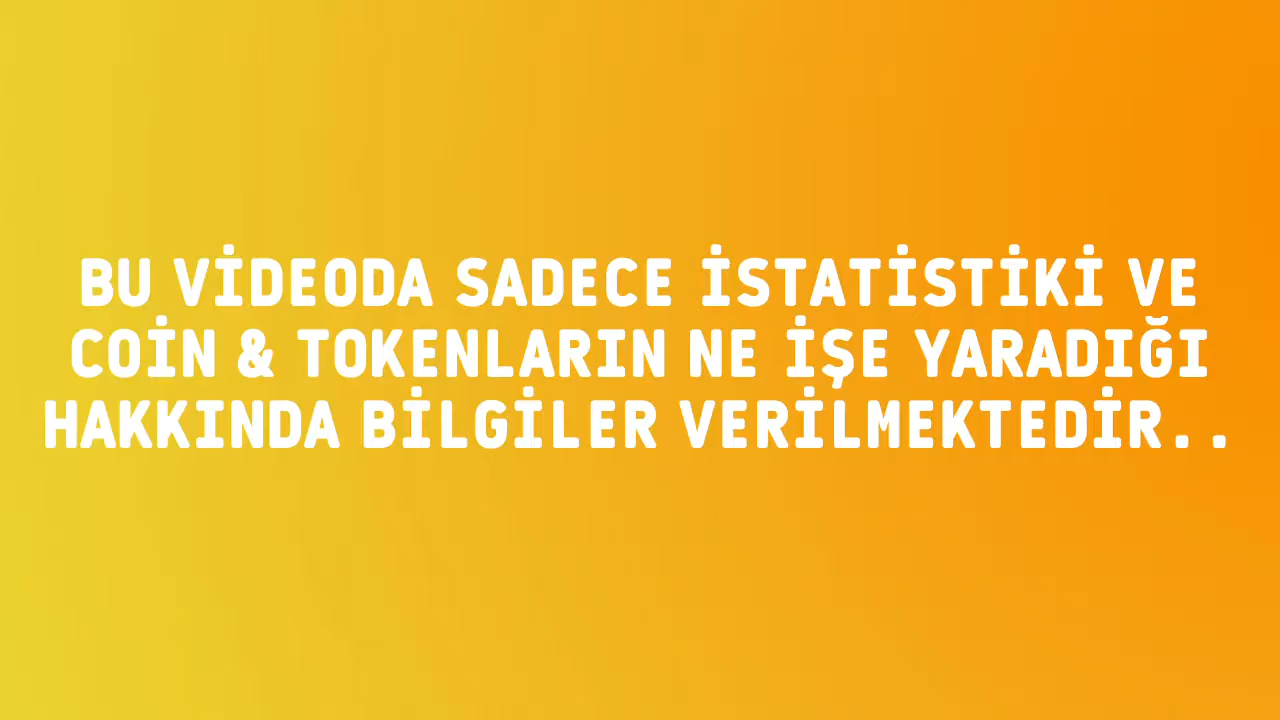 BU VİDEODA SADECE İSTATİSTİKİ VE
COİN & TOKENLARIN NE İŞE YARADIĞI
HAKKINDA BİLGİLER VERİLMEKTEDİR..